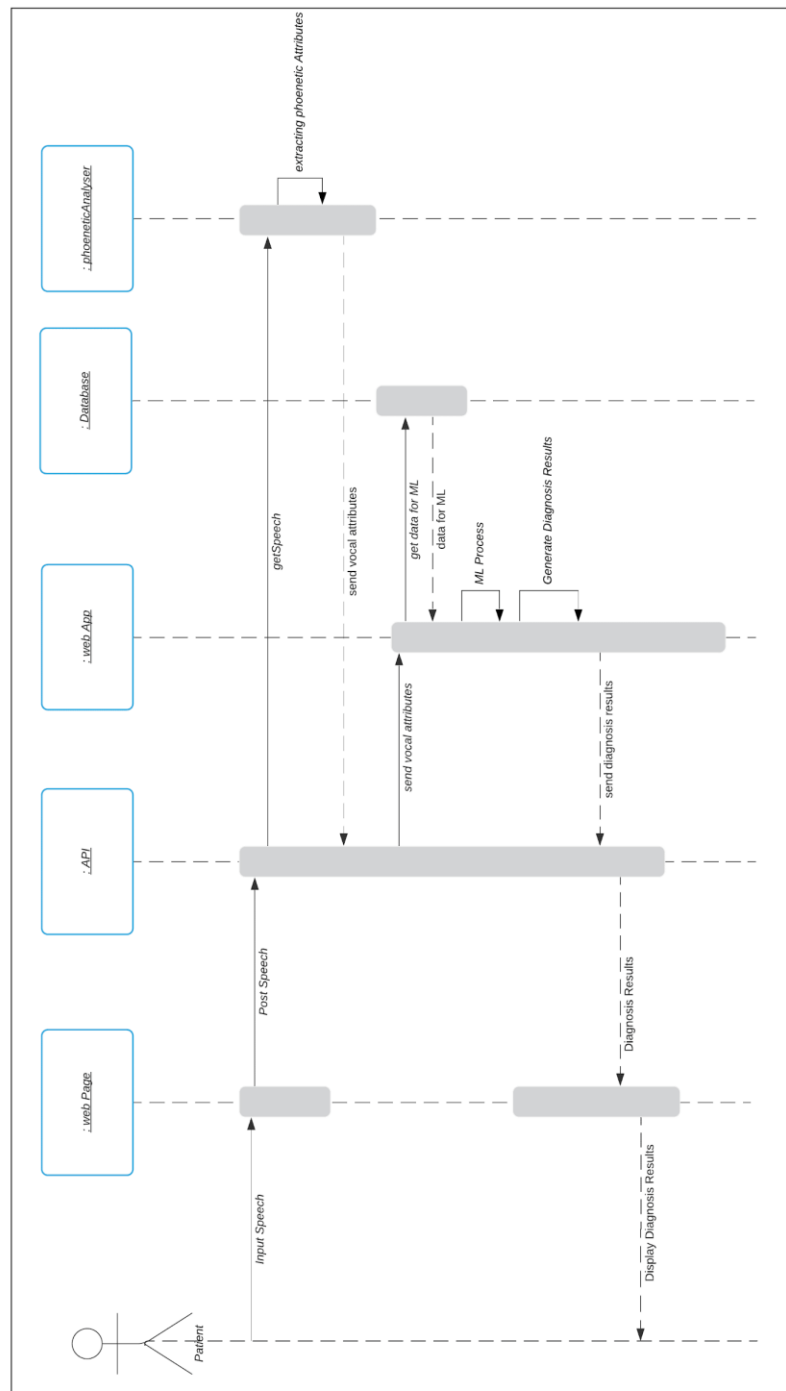 Patient
: web Page
: API
: web App
: Database
: phoeneticAnalyser
Input Speech
Post Speech
getSpeech
extracting phoenetic Attributes
send vocal attributes
send vocal attributes
get data for ML
data for ML
ML Process
Generate Diagnosis Results
send diagnosis results
Diagnosis Results
Display Diagnosis Results